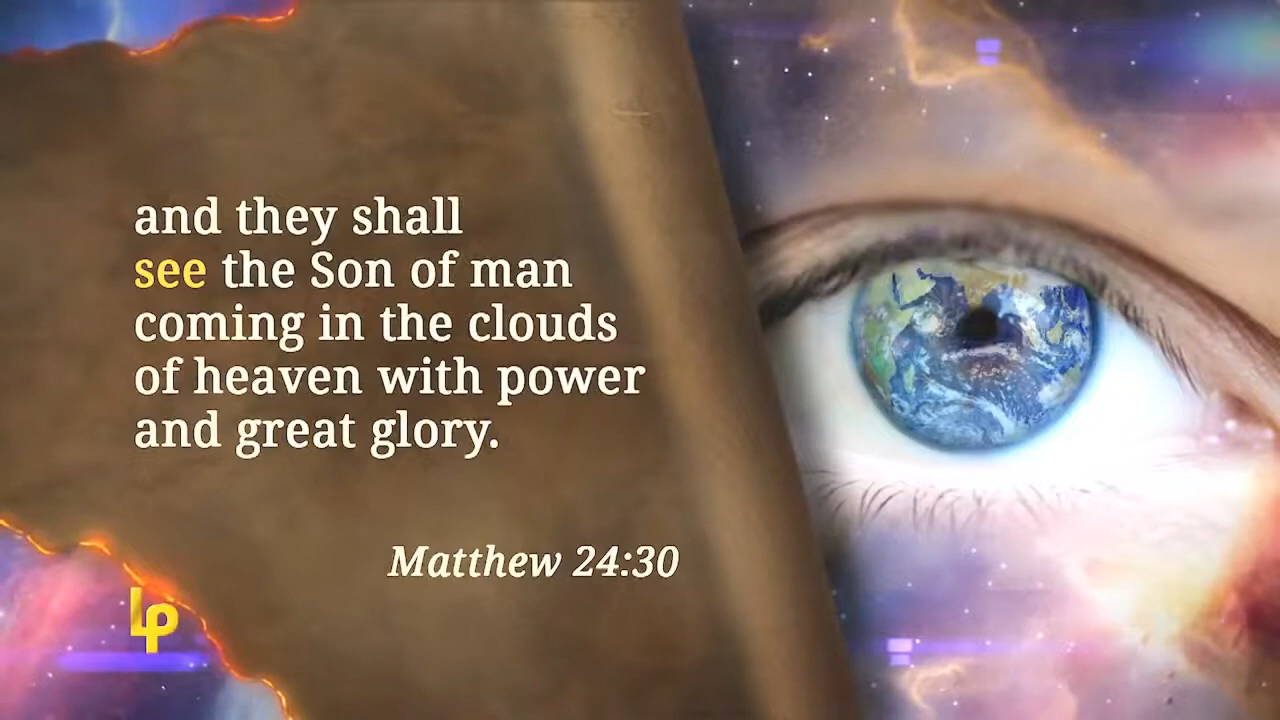 and they shall
see the Son of man
coming in the clouds
of heaven with power
and great glory.
Matthew 24:30
LP